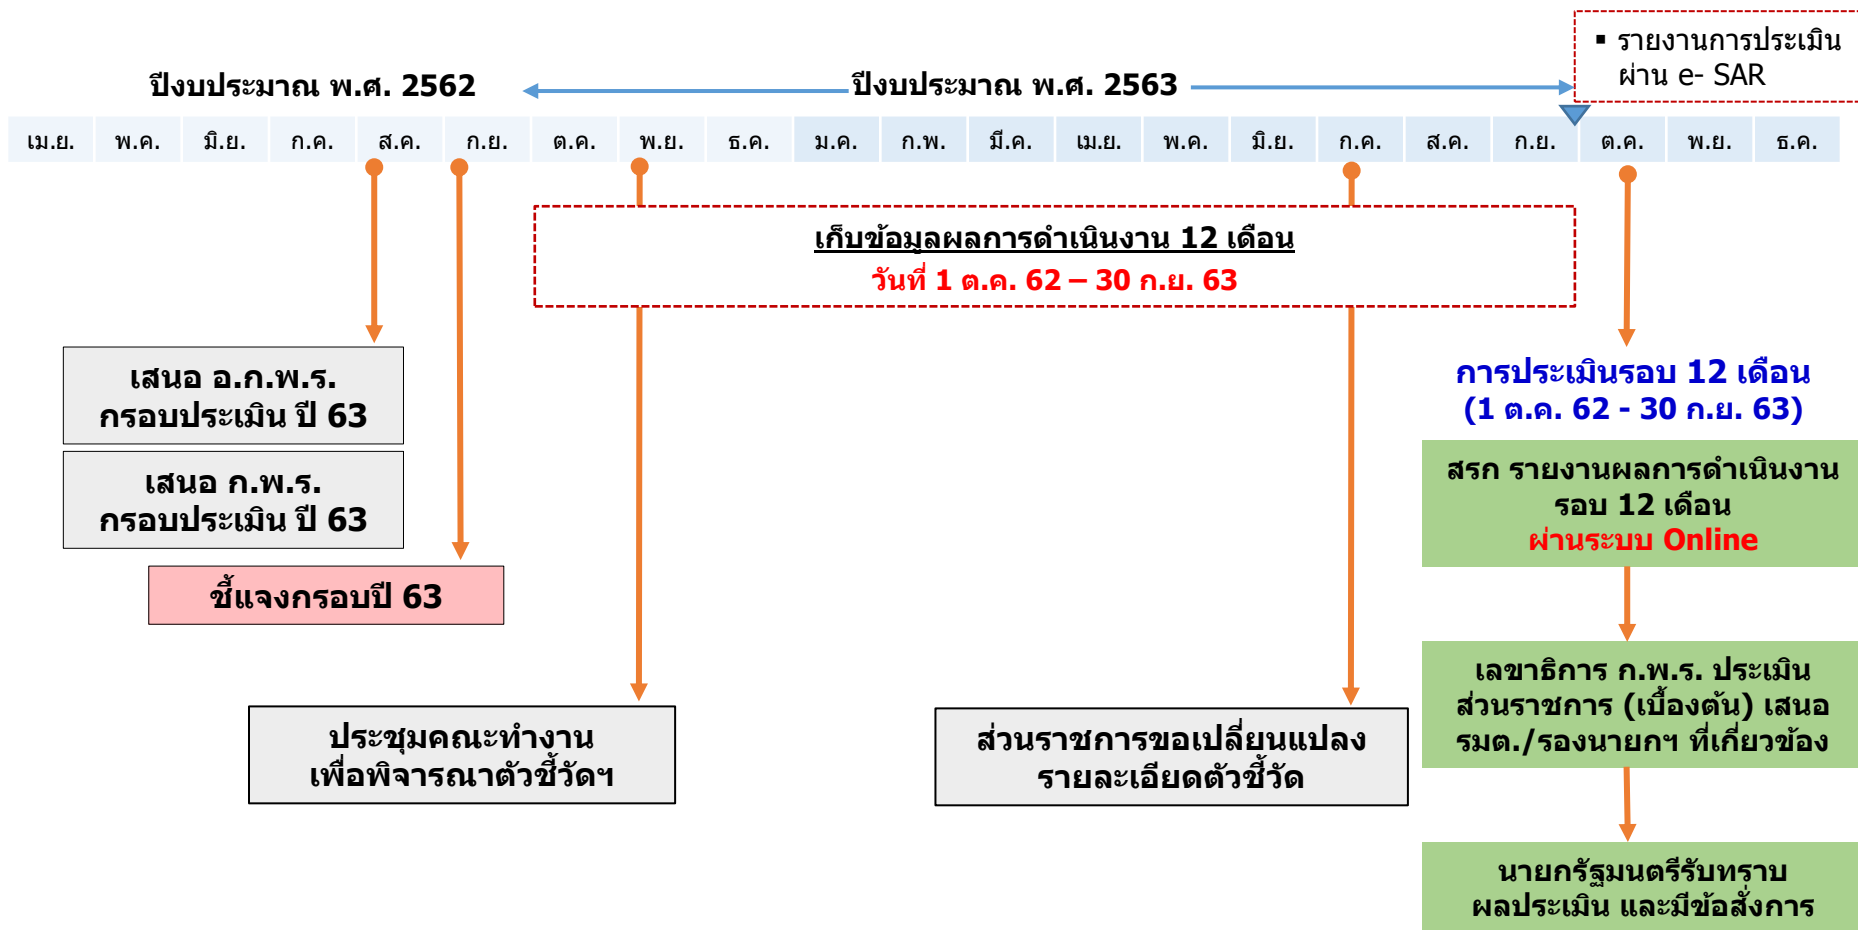 ▪ รายงานการประเมิน
ผ่าน e- SAR
ปีงบประมาณ พ.ศ. 2562
ปีงบประมาณ พ.ศ. 2563
เม.ย. พ.ค. มิ.ย. ก.ค. ส.ค. ก.ย. ต.ค. พ.ย. ธ.ค. ม.ค. ก.พ. มี.ค. เม.ย. พ.ค. มิ.ย. ก.ค. ส.ค. ก.ย. ต.ค. พ.ย. ธ.ค.
เก็บข้อมูลผลการดำเนินงาน 12 เดือน
วันที่ 1 ต.ค. 62 – 30 ก.ย. 63
เสนอ อ.ก.พ.ร.
กรอบประเมิน ปี 63
เสนอ ก.พ.ร.
กรอบประเมิน ปี 63
ชี้แจงกรอบปี 63
ประชุมคณะทำงาน
เพื่อพิจารณาตัวชี้วัดฯ
ส่วนราชการขอเปลี่ยนแปลง
รายละเอียดตัวชี้วัด
การประเมินรอบ 12 เดือน
(1 ต.ค. 62 - 30 ก.ย. 63)
สรก รายงานผลการดำเนินงาน
รอบ 12 เดือน
ผ่านระบบ Online
เลขาธิการ ก.พ.ร. ประเมิน
ส่วนราชการ (เบื้องต้น) เสนอ
รมต./รองนายกฯ ที่เกี่ยวข้อง
นายกรัฐมนตรีรับทราบ
ผลประเมิน และมีข้อสั่งการ